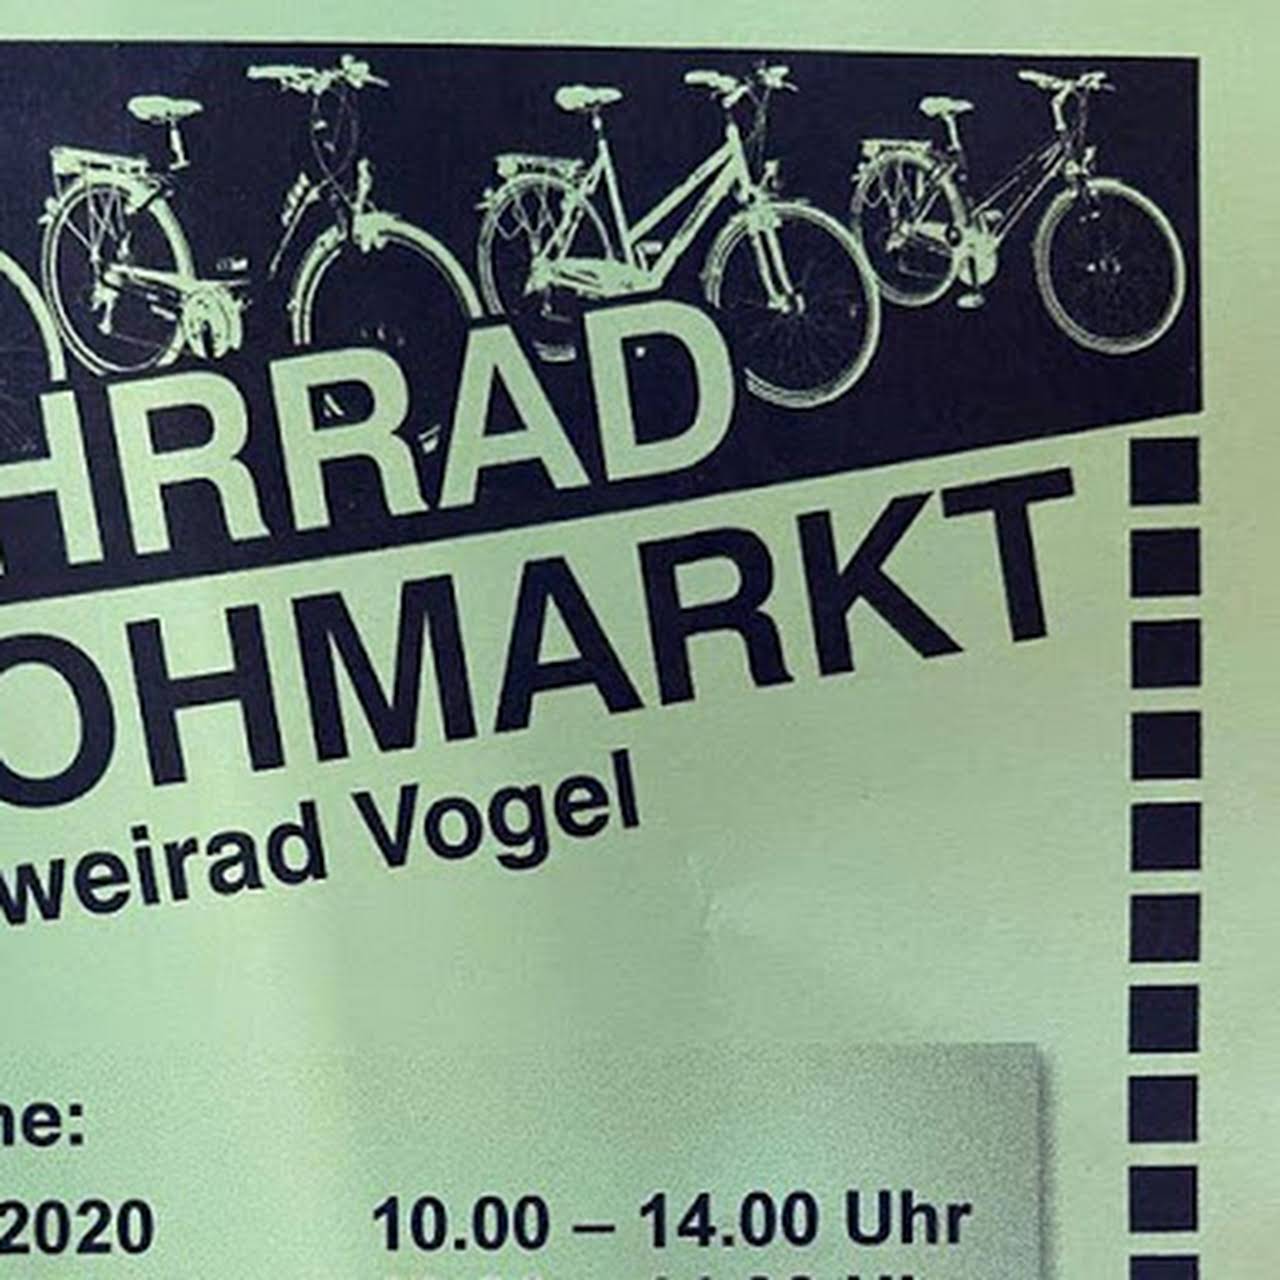 HRRAD
OHMARKT
weirad Vogel
ne:
2020 10.00 – 14.00 Uhr